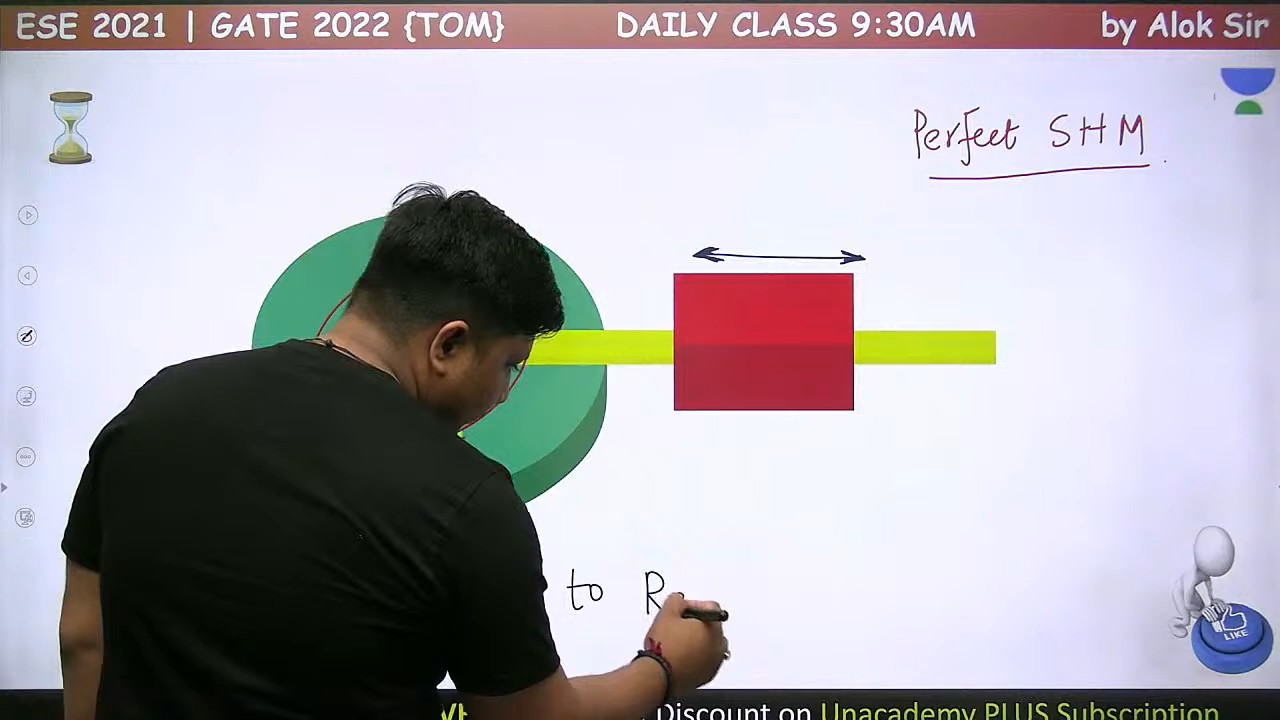 ESE 2021 | GATE 2022 {TOM} DAILY CLASS 9:30AM by Alok Sir
Perfect SHM
to
LIKE
Discount on Unacademy PLUS Subscription